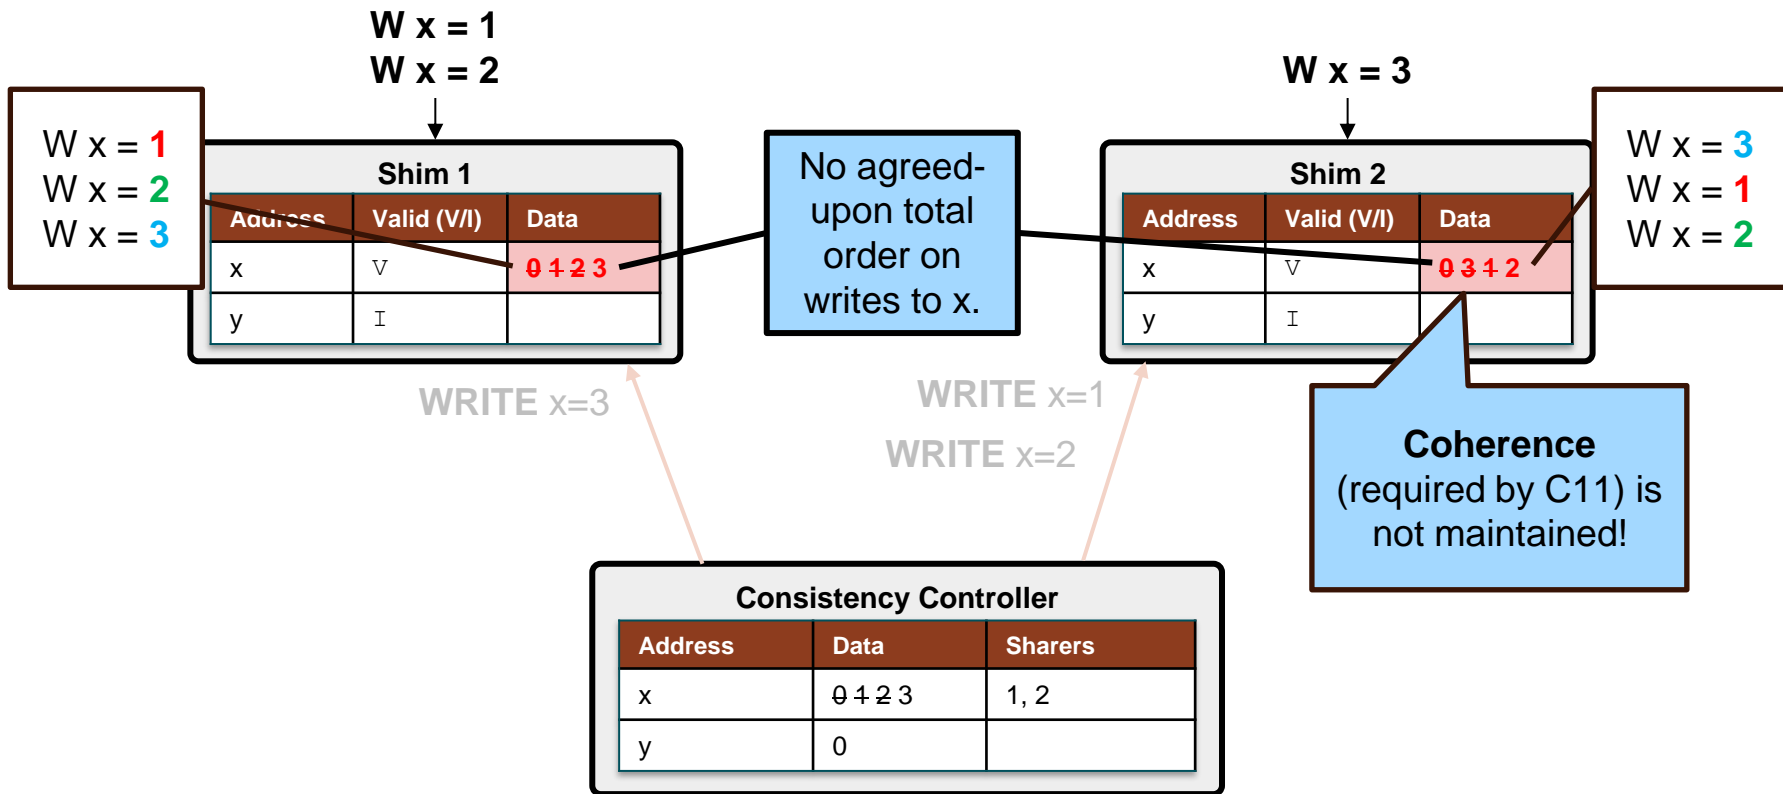 W x = 1
W x = 2
W x = 3
W x = 1
W x = 2
W x = 3
Shim 1
Address Valid (V/I) Data
x V 0 1 2 3
y I
No agreed-
upon total
order on
writes to x.
Shim 2
Address Valid (V/I) Data
x V 0 3 1 2
y I
W x = 3
W x = 1
W x = 2
WRITE x=3
WRITE x=1
WRITE x=2
Coherence
(required by C11) is
not maintained!
Consistency Controller
Address Data Sharers
x 0 1 2 3 1, 2
y 0